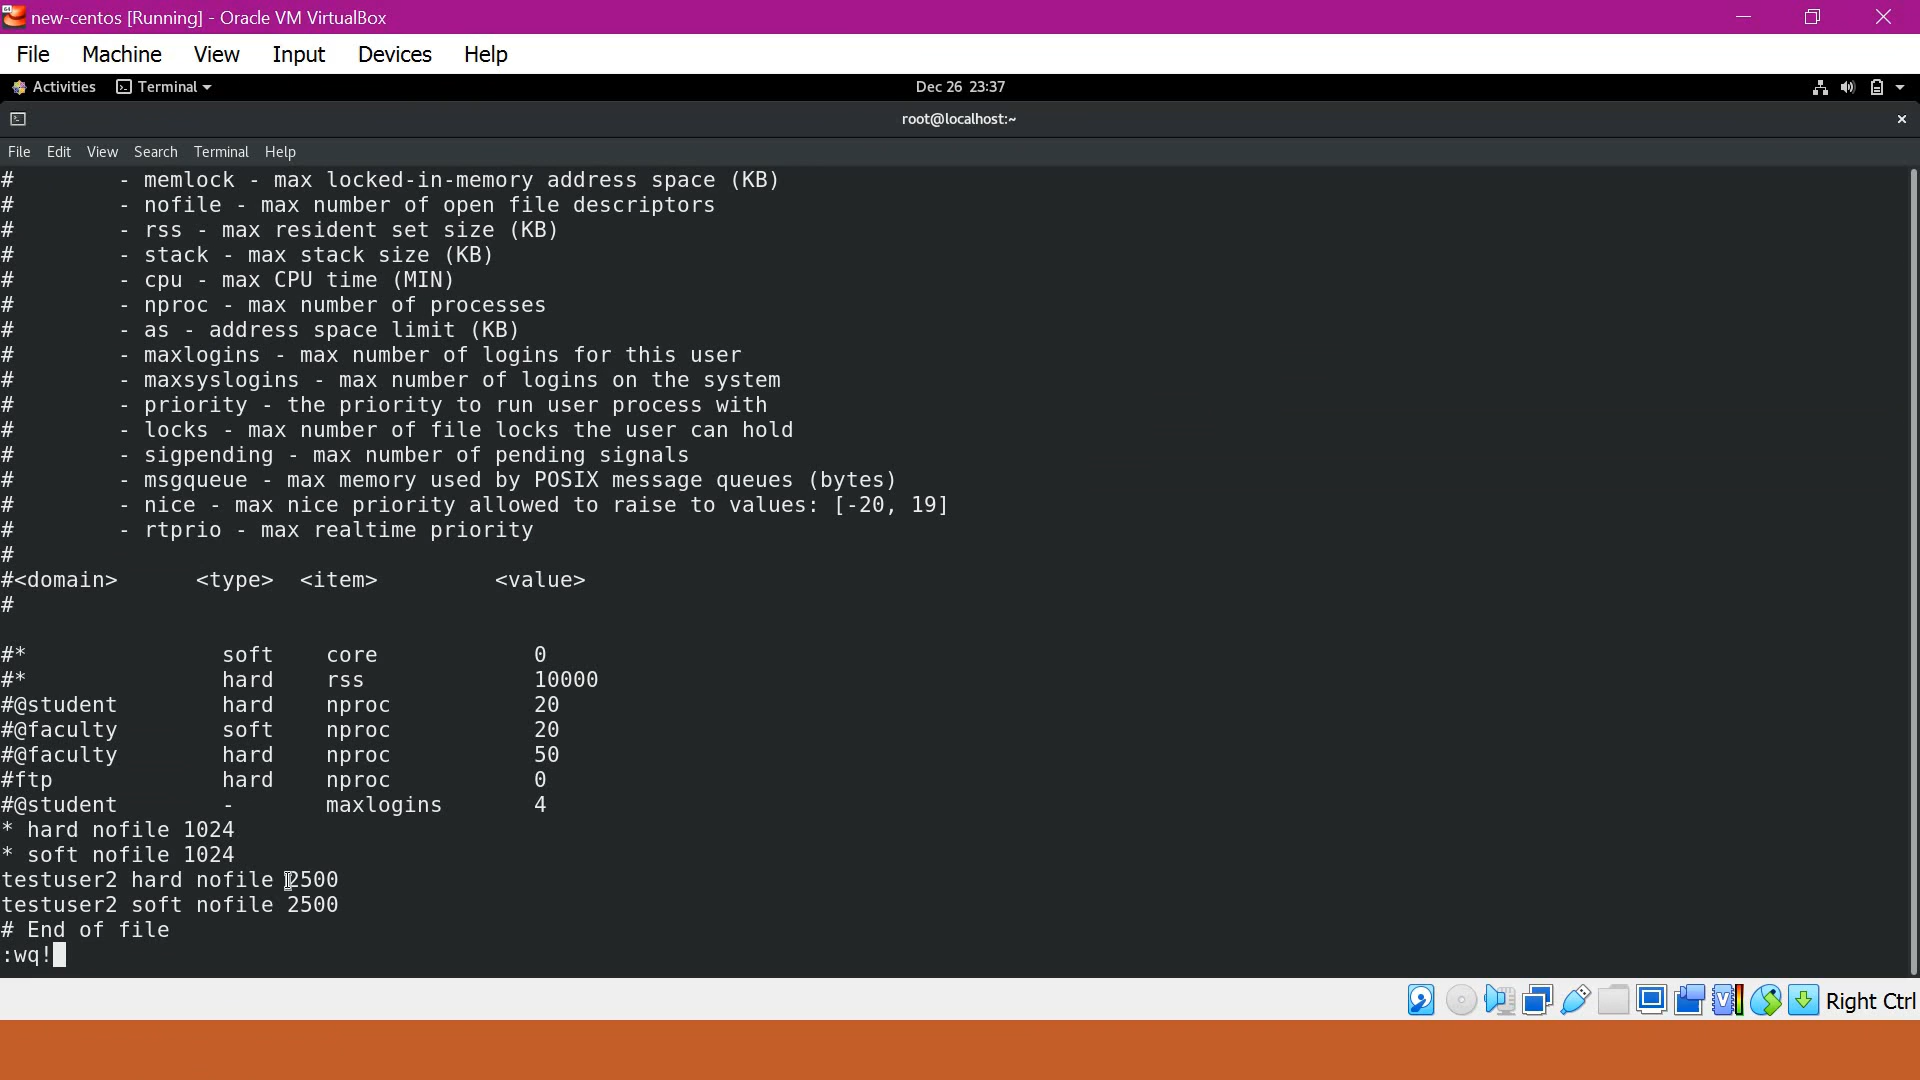 new-centos [Running] - Oracle VM VirtualBox
File Machine View Input Devices Help
Activities Terminal Dec 26 23:37
root@localhost:~
File Edit View Search Terminal Help
#        - memlock - max locked-in-memory address space (KB)
#        - nofile - max number of open file descriptors
#        - rss - max resident set size (KB)
#        - stack - max stack size (KB)
#        - cpu - max CPU time (MIN)
#        - nproc - max number of processes
#        - as - address space limit (KB)
#        - maxlogins - max number of logins for this user
#        - maxsyslogins - max number of logins on the system
#        - priority - the priority to run user process with
#        - locks - max number of file locks the user can hold
#        - sigpending - max number of pending signals
#        - msgqueue - max memory used by POSIX message queues (bytes)
#        - nice - max nice priority allowed to raise to values: [-20, 19]
#        - rtprio - max realtime priority
#
#<domain>      <type>  <item>         <value>
#
#*               soft    core            0
#*               hard    rss             10000
#@student        hard    nproc           20
#@faculty        soft    nproc           20
#@faculty        hard    nproc           50
#ftp             hard    nproc           0
#@student        -       maxlogins       4
* hard nofile 1024
* soft nofile 1024
testuser2 hard nofile 2500
testuser2 soft nofile 2500
# End of file
:wq!
Right Ctrl